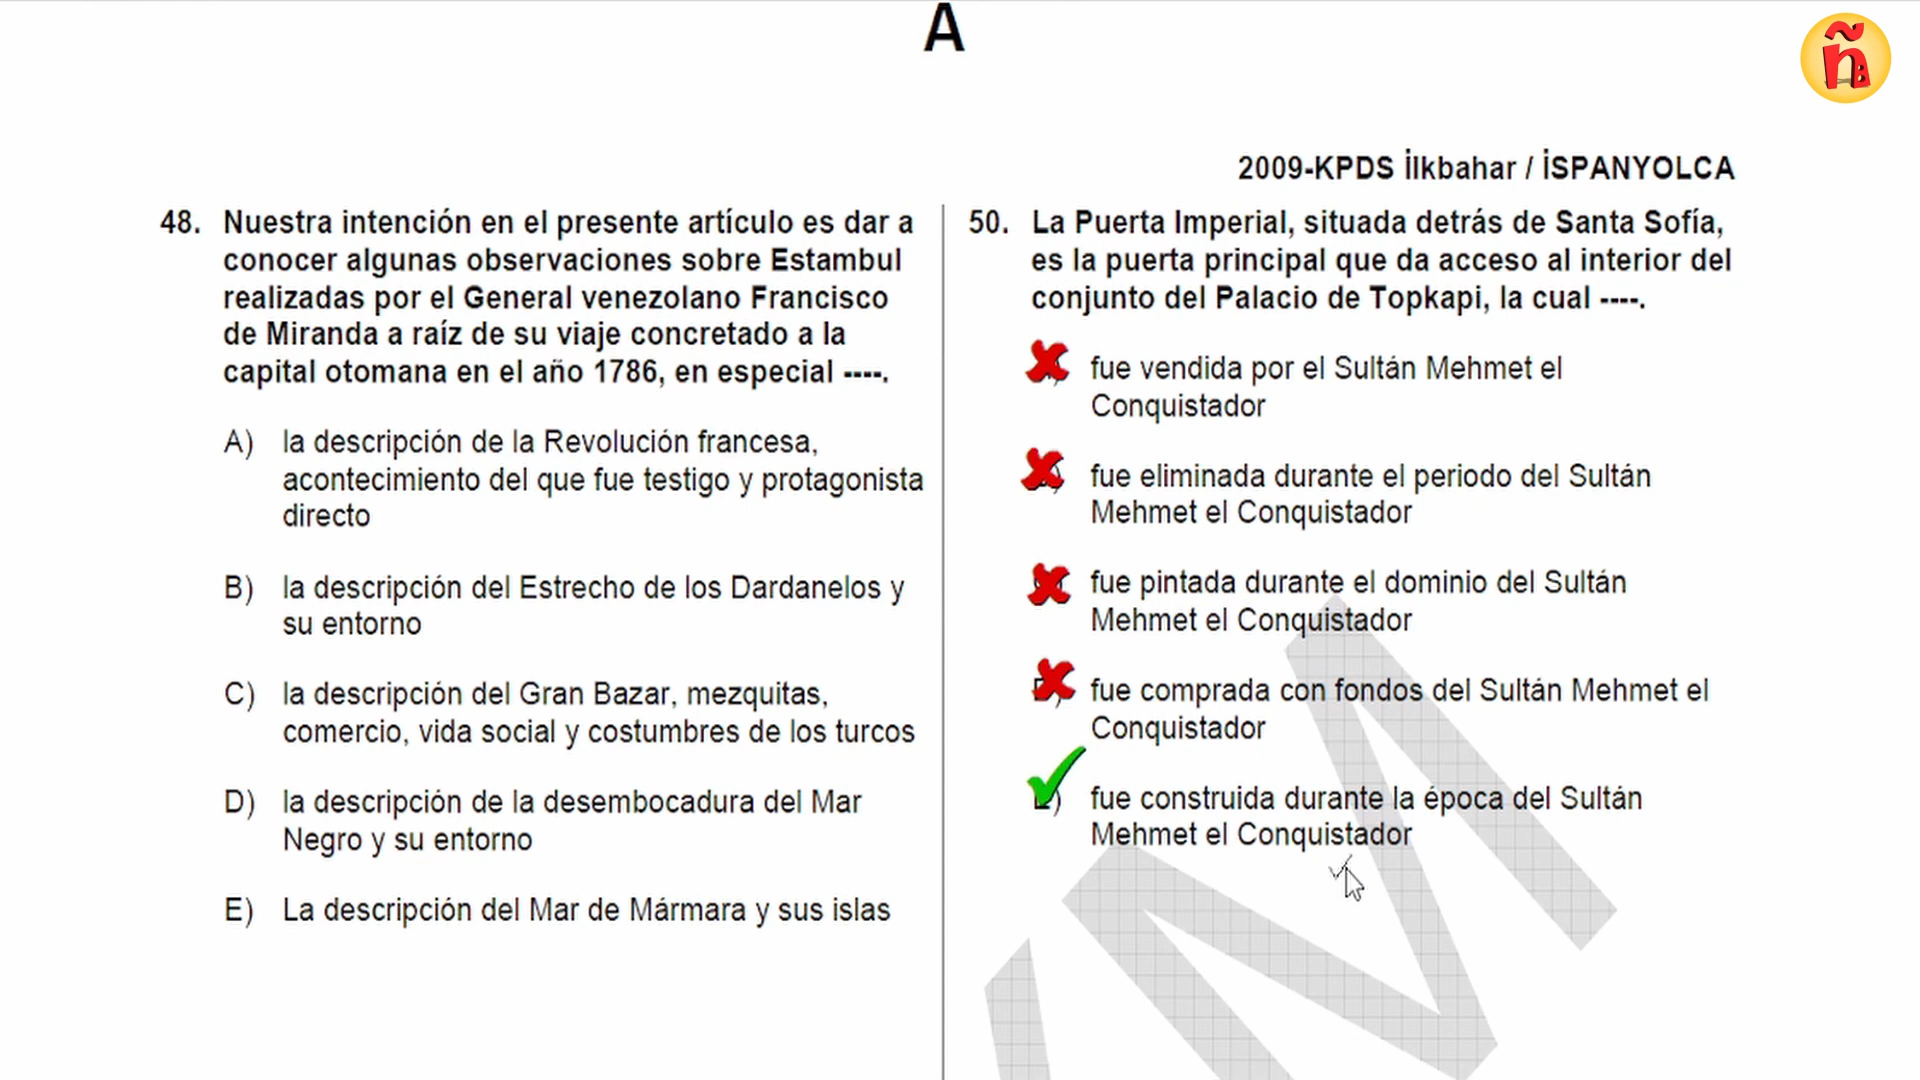 A
ñ
2009-KPDS İlkbahar / İSPANYOLCA
48. Nuestra intención en el presente artículo es dar a
conocer algunas observaciones sobre Estambul
realizadas por el General venezolano Francisco
de Miranda a raíz de su viaje concretado a la
capital otomana en el año 1786, en especial ----.
A) la descripción de la Revolución francesa,
acontecimiento del que fue testigo y protagonista
directo
B) la descripción del Estrecho de los Dardanelos y
su entorno
C) la descripción del Gran Bazar, mezquitas,
comercio, vida social y costumbres de los turcos
D) la descripción de la desembocadura del Mar
Negro y su entorno
E) La descripción del Mar de Mármara y sus islas
50. La Puerta Imperial, situada detrás de Santa Sofía,
es la puerta principal que da acceso al interior del
conjunto del Palacio de Topkapi, la cual ----.
fue vendida por el Sultán Mehmet el
Conquistador
fue eliminada durante el periodo del Sultán
Mehmet el Conquistador
fue pintada durante el dominio del Sultán
Mehmet el Conquistador
fue comprada con fondos del Sultán Mehmet el
Conquistador
fue construida durante la época del Sultán
Mehmet el Conquistador